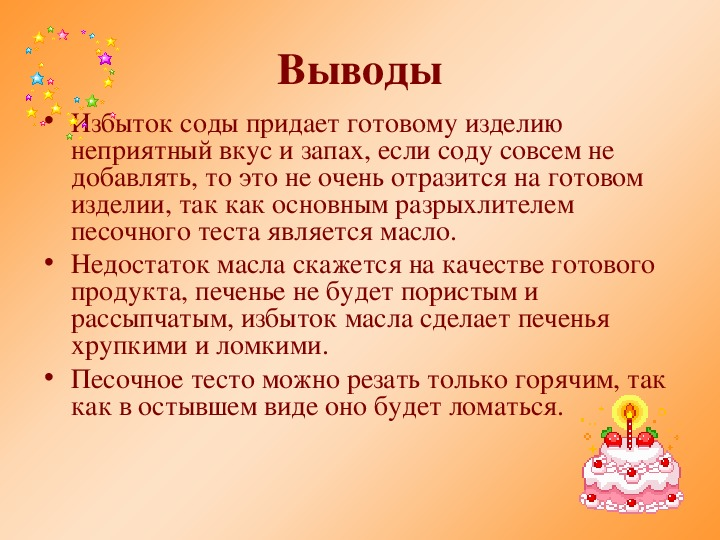 Выводы
• Избыток соды придает готовому изделию
неприятный вкус и запах, если соду совсем не
добавлять, то это не очень отразится на готовом
изделии, так как основным разрыхлителем
песочного теста является масло.
• Недостаток масла скажется на качестве готового
продукта, печенье не будет пористым и
рассыпчатым, избыток масла сделает печенья
хрупкими и ломкими.
• Песочное тесто можно резать только горячим, так
как в остывшем виде оно будет ломаться.